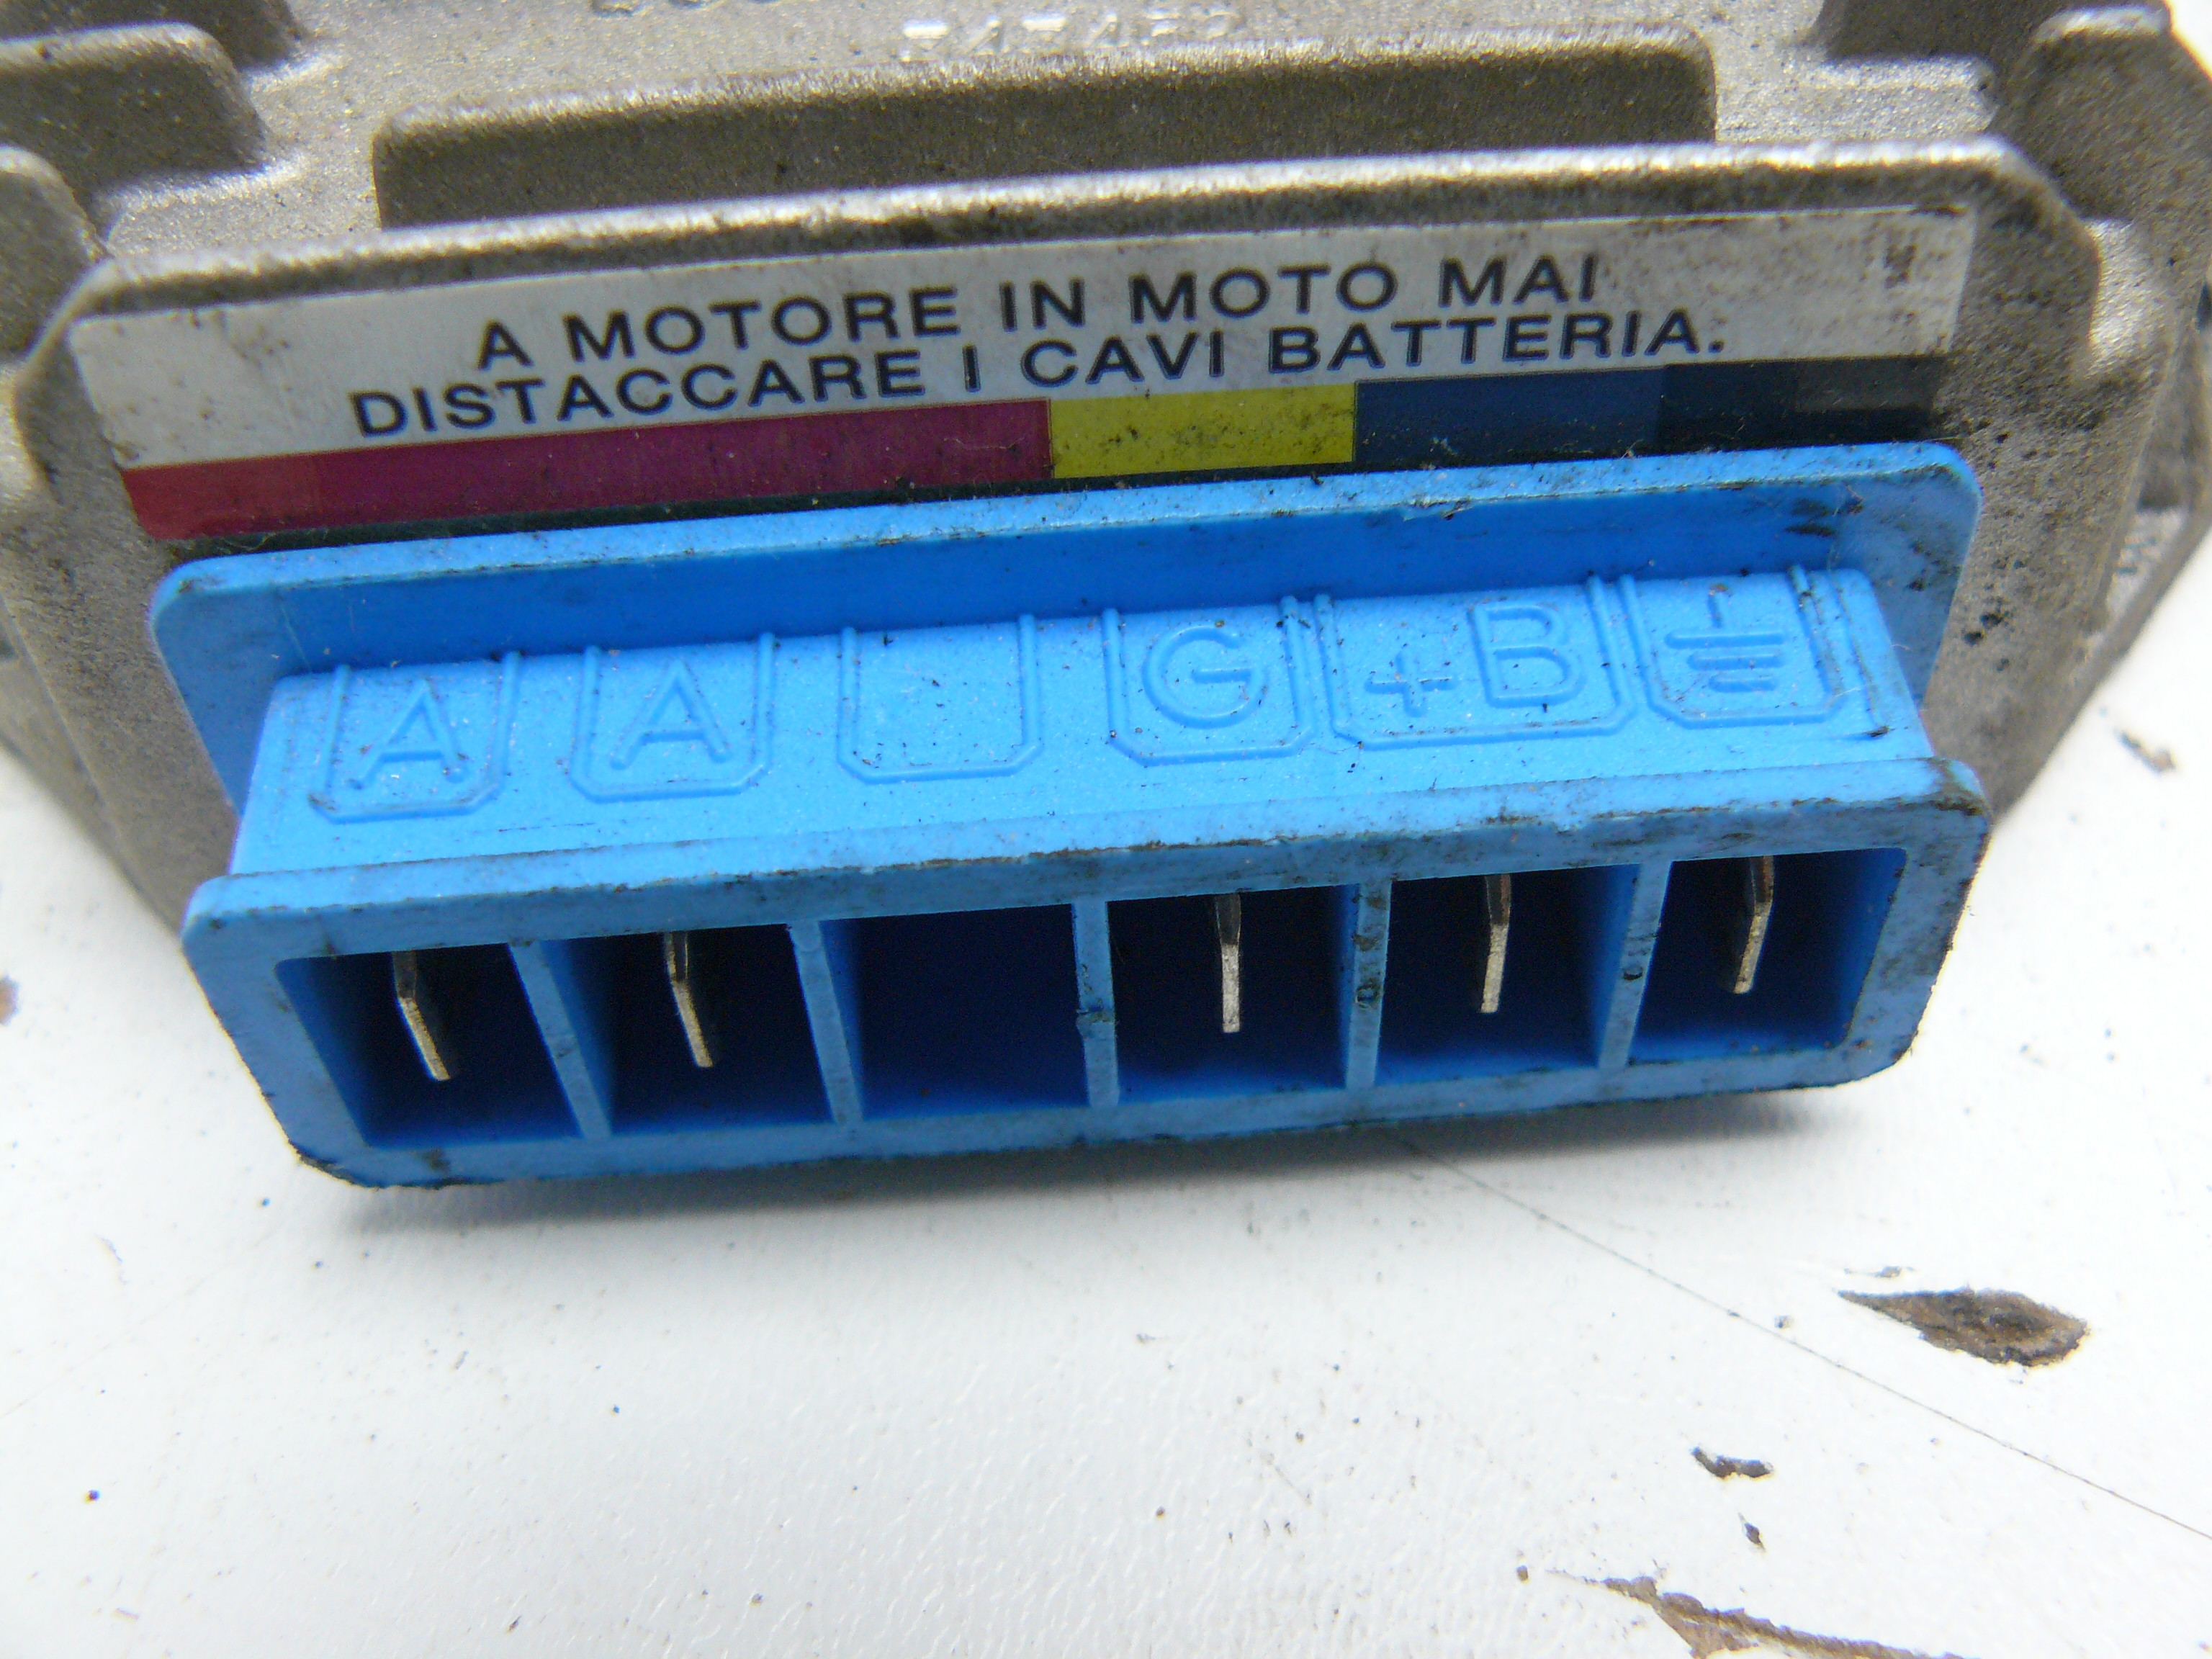 A MOTORE IN MOTO MAI
DISTACCARE I CAVI BATTERIA.
A A G +B